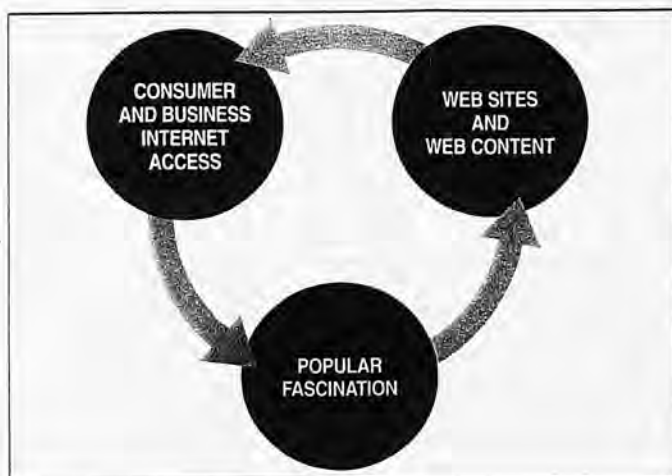 CONSUMER
AND BUSINESS
INTERNET
ACCESS
WEB SITES
AND
WEB CONTENT
POPULAR
FASCINATION